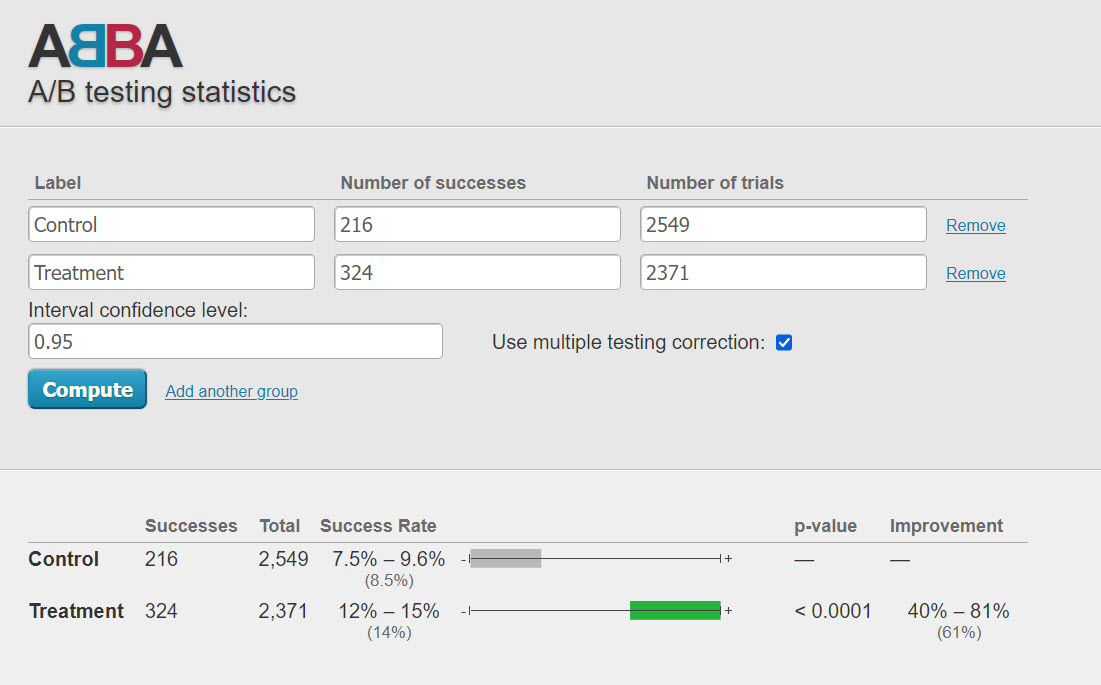 ABBA
A/B testing statistics
Label Number of successes Number of trials
Control 216 2549 Remove
Treatment 324 2371 Remove
Interval confidence level:
0.95 Use multiple testing correction:
Compute Add another group
Successes Total Success Rate p-value Improvement
Control 216 2,549 7.5% – 9.6% - + — —
(8.5%)
Treatment 324 2,371 12% – 15% - + < 0.0001 40% – 81%
(14%) (61%)